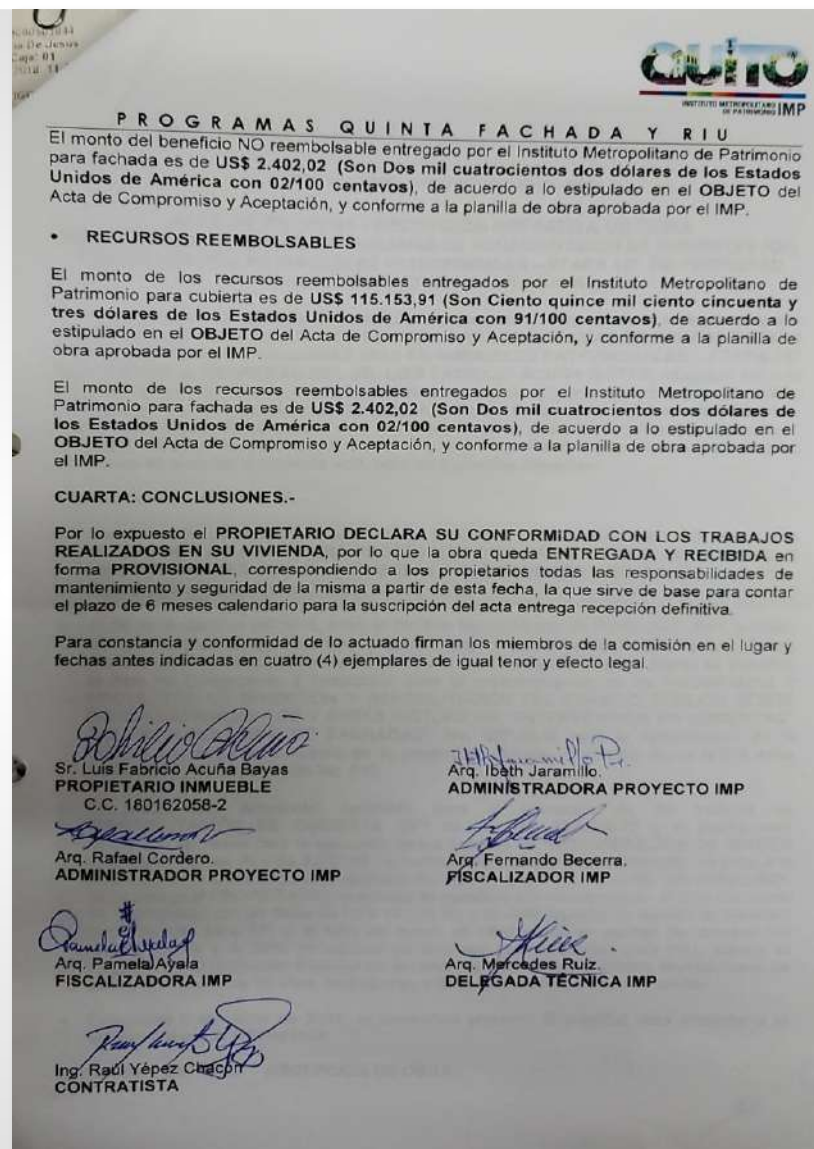 ia De Jesus
Caja: 01
QUITO
INSTITUTO METROPOLITANO
DE PATRIMONIO IMP
PROGRAMAS QUINTA FACHADA Y RIU
El monto del beneficio NO reembolsable entregado por el Instituto Metropolitano de Patrimonio
para fachada es de US$ 2.402,02 (Son Dos mil cuatrocientos dos dólares de los Estados
Unidos de América con 02/100 centavos), de acuerdo a lo estipulado en el OBJETO del
Acta de Compromiso y Aceptación, y conforme a la planilla de obra aprobada por el IMP.
• RECURSOS REEMBOLSABLES
El monto de los recursos reembolsables entregados por el Instituto Metropolitano de
Patrimonio para cubierta es de US$ 115.153,91 (Son Ciento quince mil ciento cincuenta y
tres dólares de los Estados Unidos de América con 91/100 centavos), de acuerdo a lo
estipulado en el OBJETO del Acta de Compromiso y Aceptación, y conforme a la planilla de
obra aprobada por el IMP.
El monto de los recursos reembolsables entregados por el Instituto Metropolitano de
Patrimonio para fachada es de US$ 2.402,02 (Son Dos mil cuatrocientos dos dólares de
los Estados Unidos de América con 02/100 centavos), de acuerdo a lo estipulado en el
OBJETO del Acta de Compromiso y Aceptación, y conforme a la planilla de obra aprobada por
el IMP.
CUARTA: CONCLUSIONES.-
Por lo expuesto el PROPIETARIO DECLARA SU CONFORMIDAD CON LOS TRABAJOS
REALIZADOS EN SU VIVIENDA, por lo que la obra queda ENTREGADA Y RECIBIDA en
forma PROVISIONAL, correspondiendo a los propietarios todas las responsabilidades de
mantenimiento y seguridad de la misma a partir de esta fecha, la que sirve de base para contar
el plazo de 6 meses calendario para la suscripción del acta entrega recepción definitiva.
Para constancia y conformidad de lo actuado firman los miembros de la comisión en el lugar y
fechas antes indicadas en cuatro (4) ejemplares de igual tenor y efecto legal.
Sr. Luis Fabricio Acuña Bayas
PROPIETARIO INMUEBLE
C.C. 180162058-2
Arq. Ibeth Jaramillo.
ADMINISTRADORA PROYECTO IMP
Arq. Rafael Cordero.
ADMINISTRADOR PROYECTO IMP
Arq. Fernando Becerra.
FISCALIZADOR IMP
Arq. Pamela Ayala
FISCALIZADORA IMP
Arq. Mercedes Ruiz.
DELEGADA TÉCNICA IMP
Ing. Raúl Yépez Chacón
CONTRATISTA